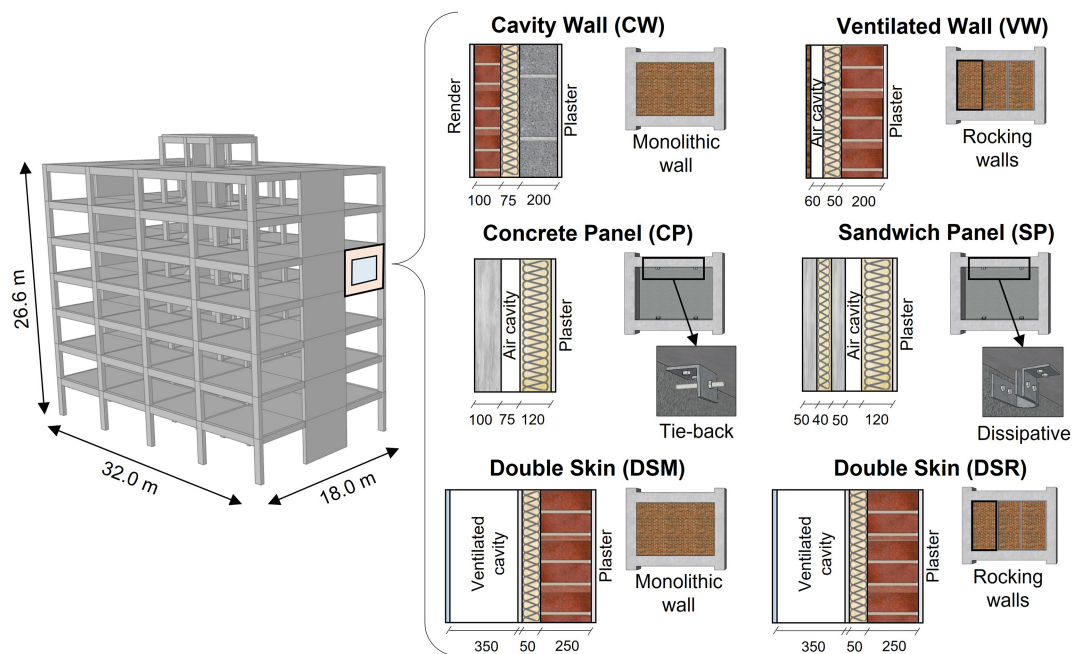 26.6 m
32.0 m
18.0 m
Cavity Wall (CW)
Render
Plaster
100 75 200
Monolithic
wall
Ventilated Wall (VW)
Air cavity
Plaster
60 50 200
Rocking
walls
Concrete Panel (CP)
Air cavity
Plaster
100 75 120
Tie-back
Sandwich Panel (SP)
Air cavity
Plaster
50 40 50 120
Dissipative
Double Skin (DSM)
Ventilated
cavity
Plaster
350 50 250
Monolithic
wall
Double Skin (DSR)
Ventilated
cavity
Plaster
350 50 250
Rocking
walls